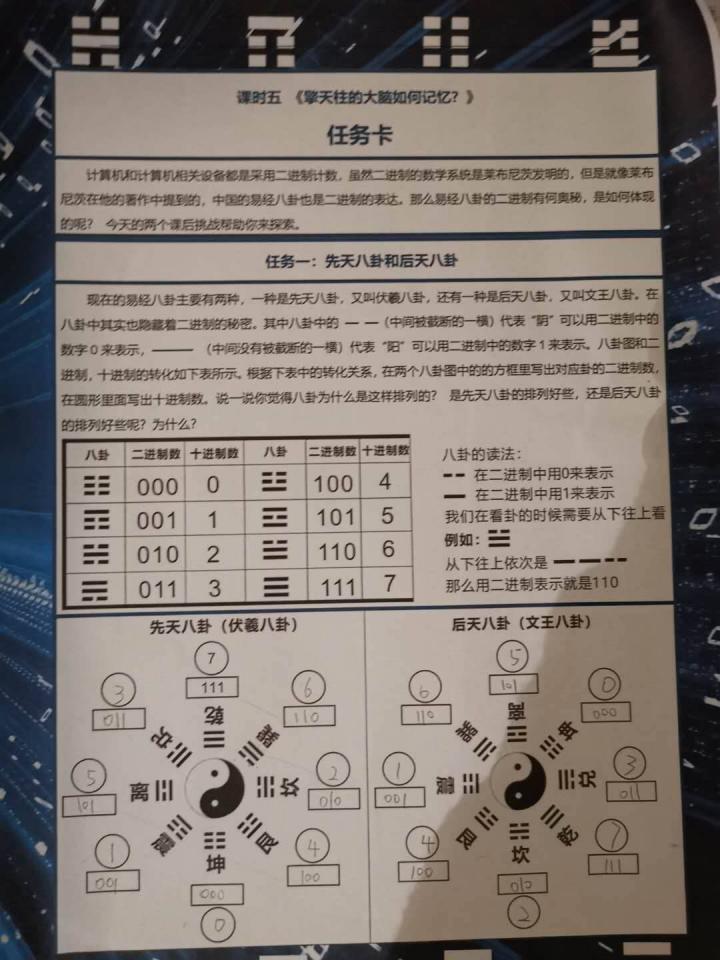 课时五 《擎天柱的大脑如何记忆？》
任务卡
计算机和计算机相关设备都是采用二进制计数，虽然二进制的数学系统是莱布尼茨发明的，但是就像莱布
尼茨在他的著作中提到的，中国的易经八卦也是二进制的表达。那么易经八卦的二进制有何奥秘，是如何体现
的呢？ 今天的两个课后挑战帮助你来探索。
任务一：先天八卦和后天八卦
现在的易经八卦主要有两种，一种是先天八卦，又叫伏羲八卦，还有一种是后天八卦，又叫文王八卦。在
八卦中其实也隐藏着二进制的秘密。其中八卦中的 — —（中间被截断的一横）代表“阴”可以用二进制中的
数字0来表示，——— （中间没有被截断的一横）代表“阳”可以用二进制中的数字1来表示。八卦图和二
进制，十进制的转化如下表所示。根据下表中的转化关系，在两个八卦图中的的方框里写出对应卦的二进制数，
在圆形里面写出十进制数。说一说你觉得八卦为什么是这样排列的？ 是先天八卦的排列好些，还是后天八卦
的排列好些呢？为什么？
八卦 二进制数 十进制数 八卦 二进制数 十进制数
☷ 000 0 ☳ 100 4
☶ 001 1 ☲ 101 5
☵ 010 2 ☱ 110 6
☴ 011 3 ☰ 111 7
八卦的读法：
-- 在二进制中用0来表示
— 在二进制中用1来表示
我们在看卦的时候需要从下往上看
例如：☱
从下往上依次是 — — --
那么用二进制表示就是110
先天八卦（伏羲八卦）
7
111
乾
3
011
兑
6
110
巽
5
101
离
2
010
坎
1
001
震
4
100
艮
坤
000
0
后天八卦（文王八卦）
5
101
离
6
110
巽
0
000
坤
1
001
震
3
011
兑
4
100
艮
7
111
乾
坎
010
2